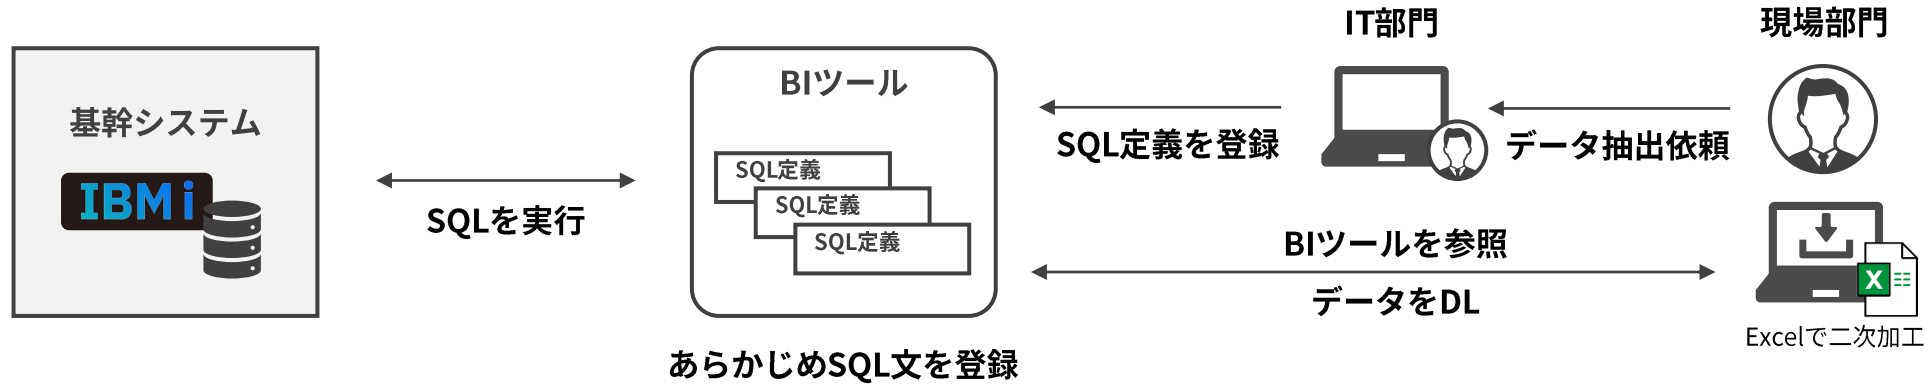 基幹システム
IBM i
SQLを実行
BIツール
SQL定義
SQL定義
SQL定義
あらかじめSQL文を登録
IT部門
現場部門
SQL定義を登録
データ抽出依頼
BIツールを参照
データをDL
X
Excelで二次加工